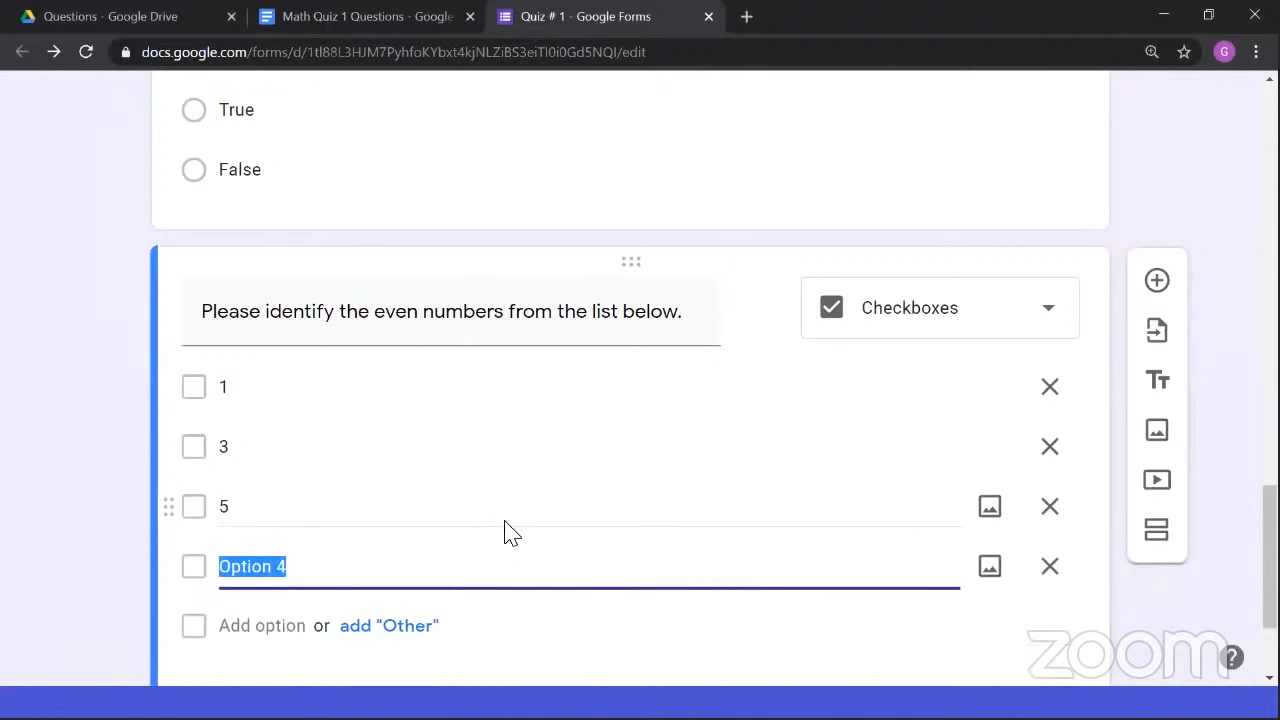 Questions - Google Drive
Math Quiz 1 Questions - Google
Quiz # 1 - Google Forms
docs.google.com/forms/d/1tl88L3HJM7PyhfoKYbxt4kjNLZiBS3eiTl0i0Gd5NQI/edit
G
True
False
Please identify the even numbers from the list below.
Checkboxes
1
3
Tт
5
Option 4
Add option or add "Other"
zoom
?